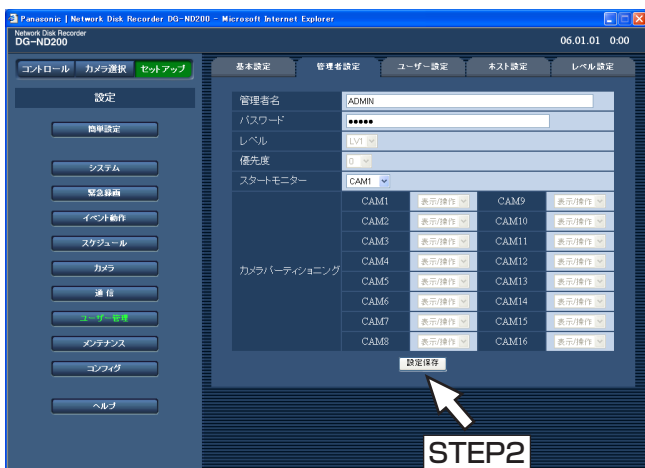 Panasonic | Network Disk Recorder DG-ND200 - Microsoft Internet Explorer
Network Disk Recorder
DG-ND200
06.01.01 0:00
コントロール カメラ選択 セットアップ
基本設定 管理者設定 ユーザー設定 ホスト設定 レベル設定
設定
簡単設定
システム
緊急録画
イベント動作
スケジュール
カメラ
通信
ユーザー管理
メンテナンス
コンフィグ
ヘルプ
管理者名 ADMIN
パスワード •••••
レベル LV1
優先度 0
スタートモニター CAM1
カメラパーティショニング
CAM1 表示/操作 CAM9 表示/操作
CAM2 表示/操作 CAM10 表示/操作
CAM3 表示/操作 CAM11 表示/操作
CAM4 表示/操作 CAM12 表示/操作
CAM5 表示/操作 CAM13 表示/操作
CAM6 表示/操作 CAM14 表示/操作
CAM7 表示/操作 CAM15 表示/操作
CAM8 表示/操作 CAM16 表示/操作
設定保存
STEP2